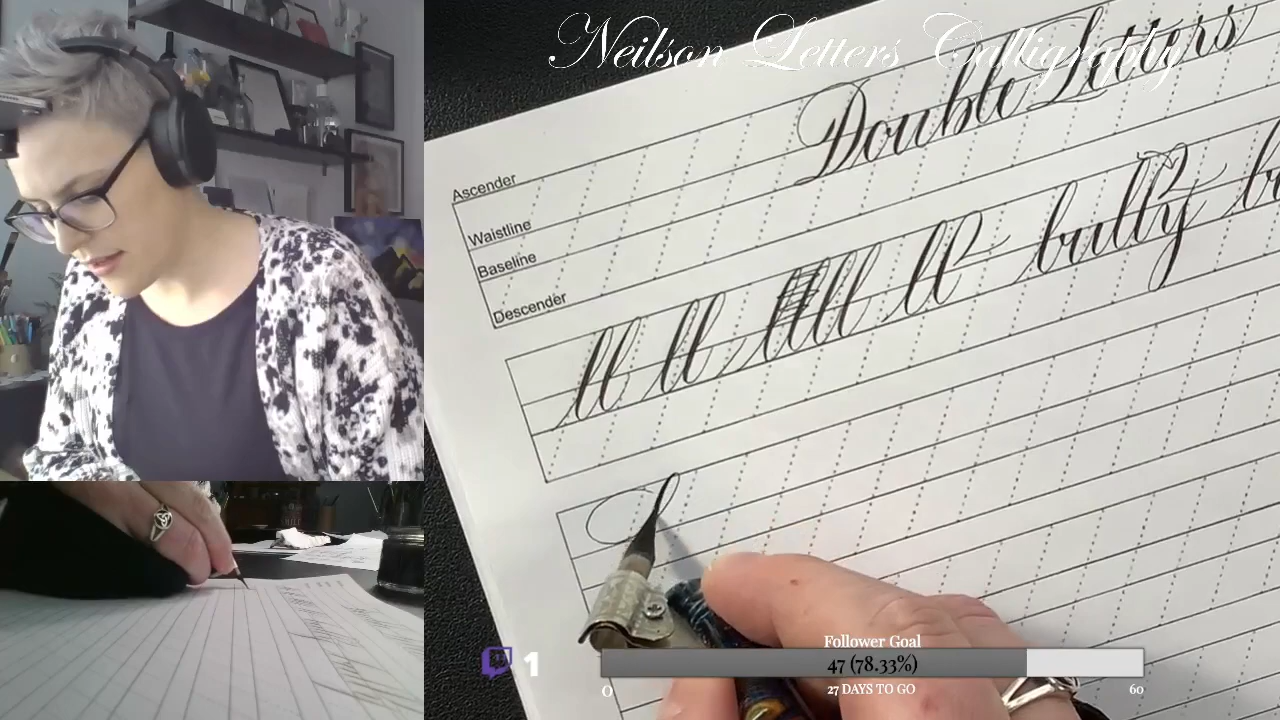 Neilson Letters Calligraphy
Double Letters
Ascender
Waistline
Baseline
Descender
ll ll ll ll bully
Follower Goal
1
47 (78.33%)
0
27 DAYS TO GO
60